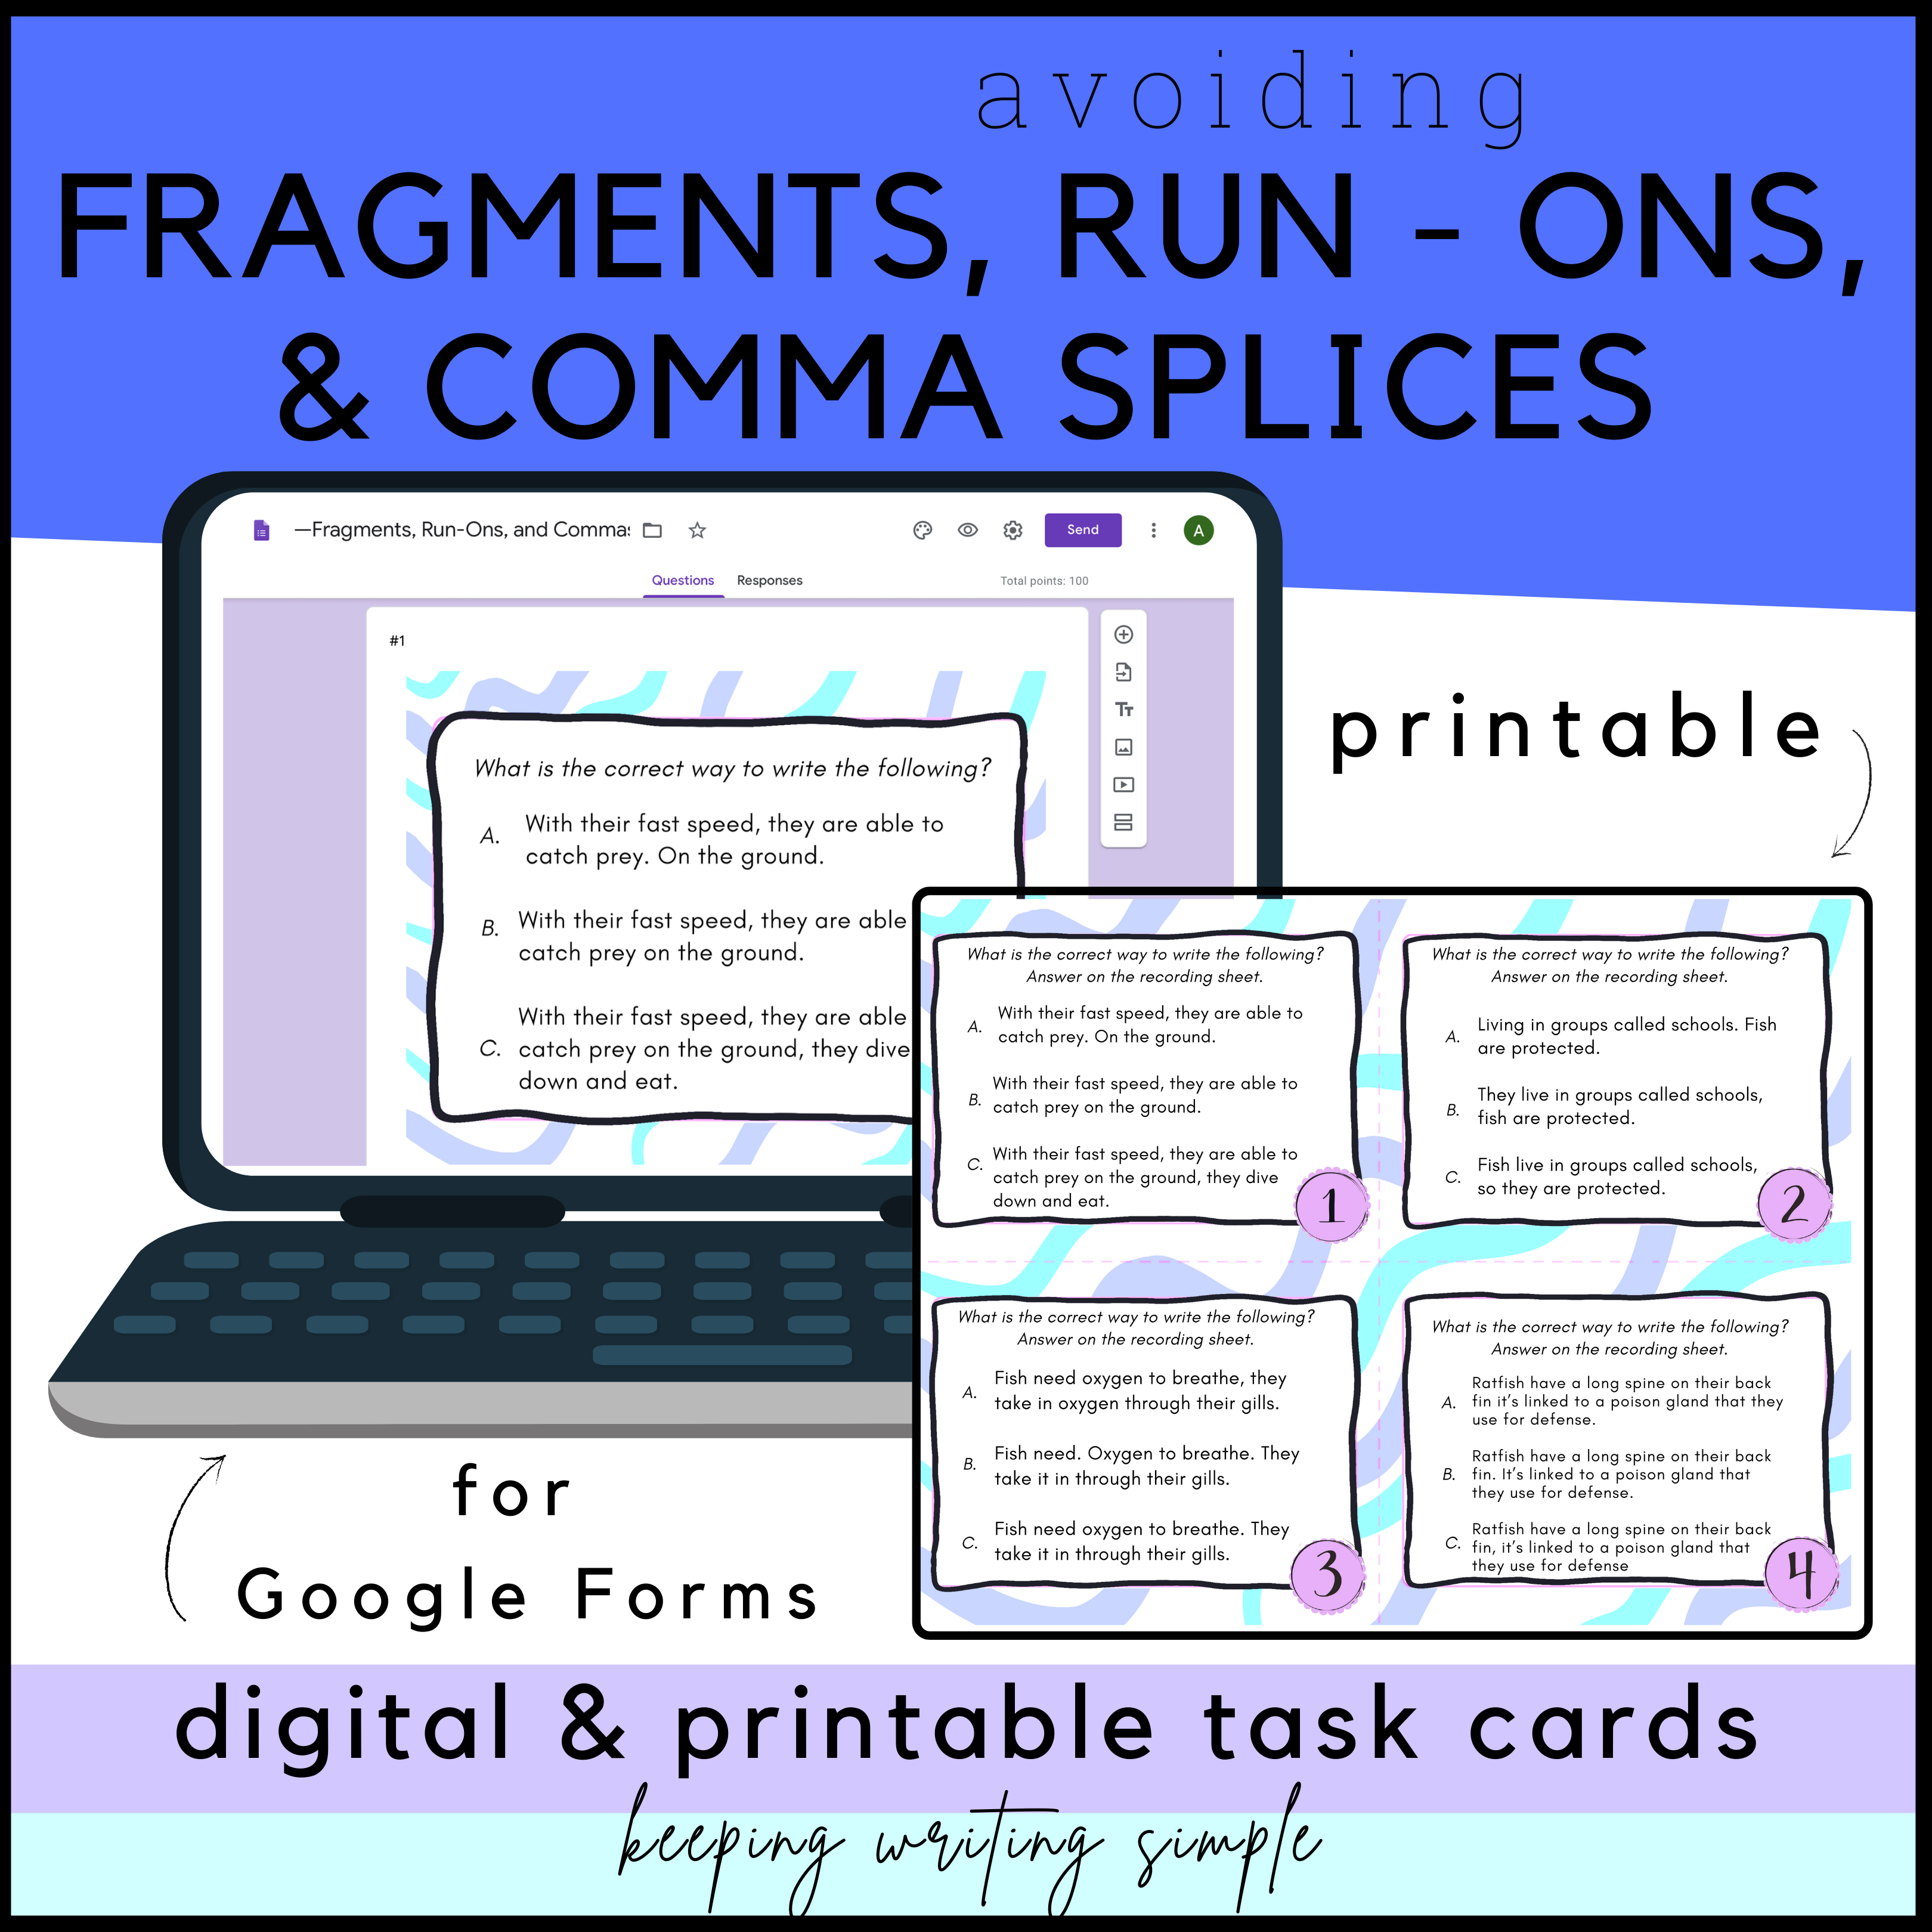 avoiding
FRAGMENTS, RUN - ONS,
& COMMA SPLICES
—Fragments, Run-Ons, and Commas
Send
A
Questions
Responses
Total points: 100
#1
What is the correct way to write the following?
A. With their fast speed, they are able to
catch prey. On the ground.
B. With their fast speed, they are able
catch prey on the ground.
C. With their fast speed, they are able
catch prey on the ground, they dive
down and eat.
Tt
printable
What is the correct way to write the following?
Answer on the recording sheet.
A. With their fast speed, they are able to
catch prey. On the ground.
B. With their fast speed, they are able to
catch prey on the ground.
C. With their fast speed, they are able to
catch prey on the ground, they dive
down and eat.
1
What is the correct way to write the following?
Answer on the recording sheet.
A. Living in groups called schools. Fish
are protected.
B. They live in groups called schools,
fish are protected.
C. Fish live in groups called schools,
so they are protected.
2
What is the correct way to write the following?
Answer on the recording sheet.
A. Fish need oxygen to breathe, they
take in oxygen through their gills.
B. Fish need. Oxygen to breathe. They
take it in through their gills.
C. Fish need oxygen to breathe. They
take it in through their gills.
3
What is the correct way to write the following?
Answer on the recording sheet.
A. Ratfish have a long spine on their back
fin it's linked to a poison gland that they
use for defense.
B. Ratfish have a long spine on their back
fin. It's linked to a poison gland that
they use for defense.
C. Ratfish have a long spine on their back
fin, it's linked to a poison gland that
they use for defense
4
for
Google Forms
digital & printable task cards
keeping writing simple